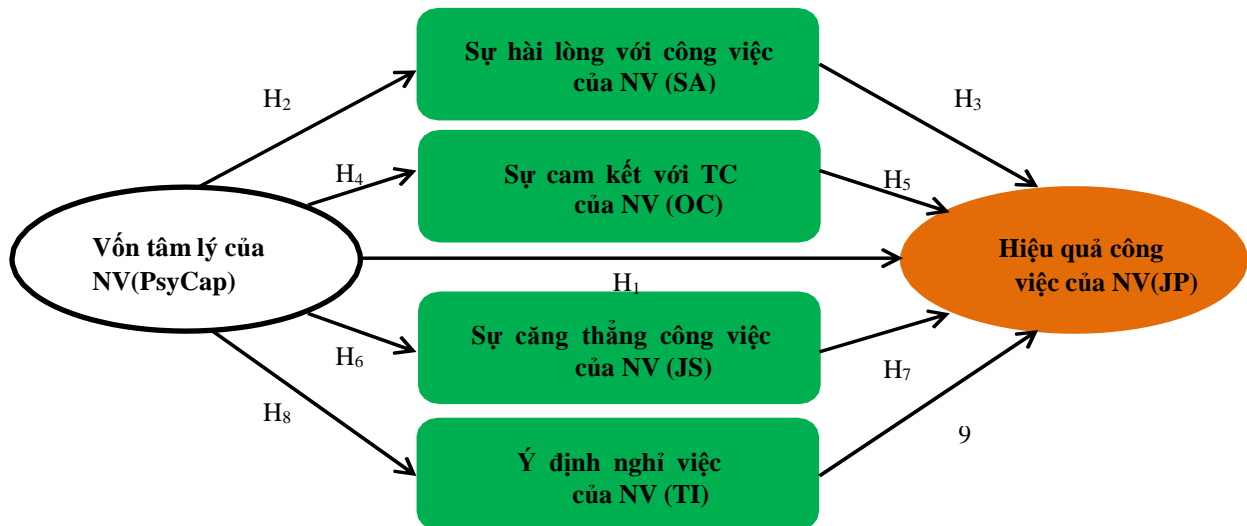 Sự hài lòng với công việc
của NV (SA)
H₂
H₃
Sự cam kết với TC
của NV (OC)
H₄
H₅
Vốn tâm lý của
NV(PsyCap)
Hiệu quả công
việc của NV(JP)
H₁
Sự căng thẳng công việc
của NV (JS)
H₆
H₇
H₈
9
Ý định nghỉ việc
của NV (TI)